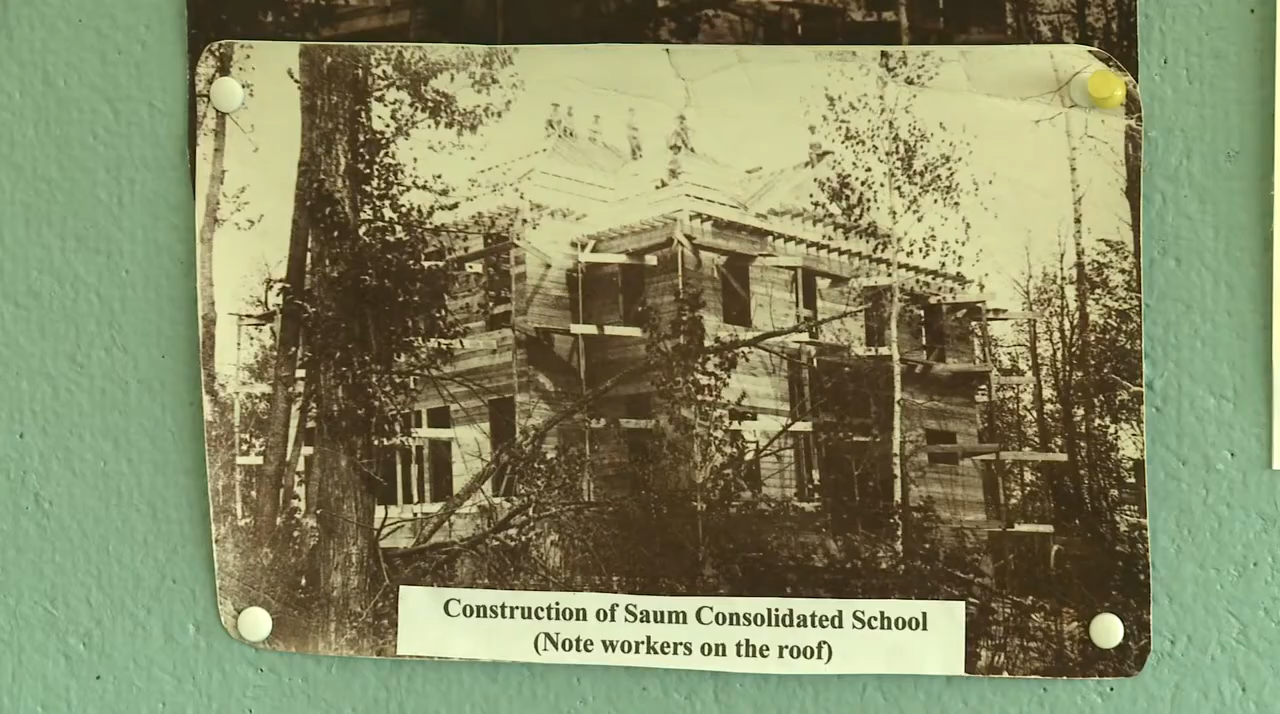 Construction of Saum Consolidated School
(Note workers on the roof)